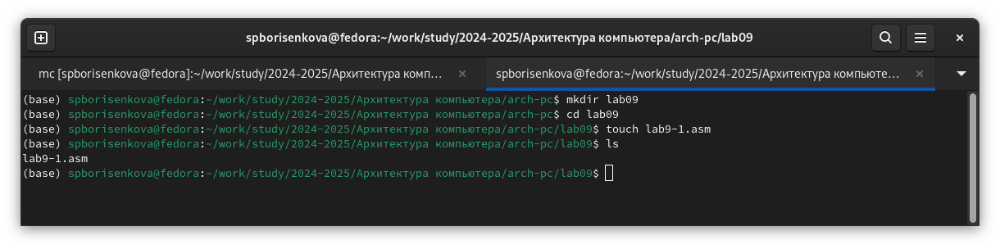 spborisenkova@fedora:~/work/study/2024-2025/Архитектура компьютера/arch-pc/lab09
mc [spborisenkova@fedora]:~/work/study/2024-2025/Архитектура комп...
spborisenkova@fedora:~/work/study/2024-2025/Архитектура компьюте...
(base) spborisenkova@fedora:~/work/study/2024-2025/Архитектура компьютера/arch-pc$ mkdir lab09
(base) spborisenkova@fedora:~/work/study/2024-2025/Архитектура компьютера/arch-pc$ cd lab09
(base) spborisenkova@fedora:~/work/study/2024-2025/Архитектура компьютера/arch-pc/lab09$ touch lab9-1.asm
(base) spborisenkova@fedora:~/work/study/2024-2025/Архитектура компьютера/arch-pc/lab09$ ls
lab9-1.asm
(base) spborisenkova@fedora:~/work/study/2024-2025/Архитектура компьютера/arch-pc/lab09$